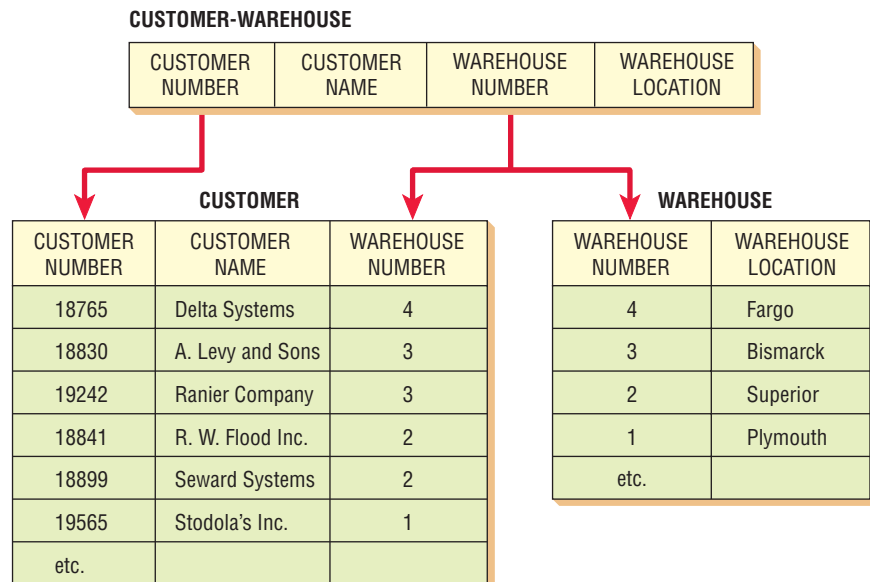 CUSTOMER-WAREHOUSE
CUSTOMER NUMBER CUSTOMER NAME WAREHOUSE NUMBER WAREHOUSE LOCATION
CUSTOMER
CUSTOMER NUMBER CUSTOMER NAME WAREHOUSE NUMBER
18765 Delta Systems 4
18830 A. Levy and Sons 3
19242 Ranier Company 3
18841 R. W. Flood Inc. 2
18899 Seward Systems 2
19565 Stodola's Inc. 1
etc.
WAREHOUSE
WAREHOUSE NUMBER WAREHOUSE LOCATION
4 Fargo
3 Bismarck
2 Superior
1 Plymouth
etc.